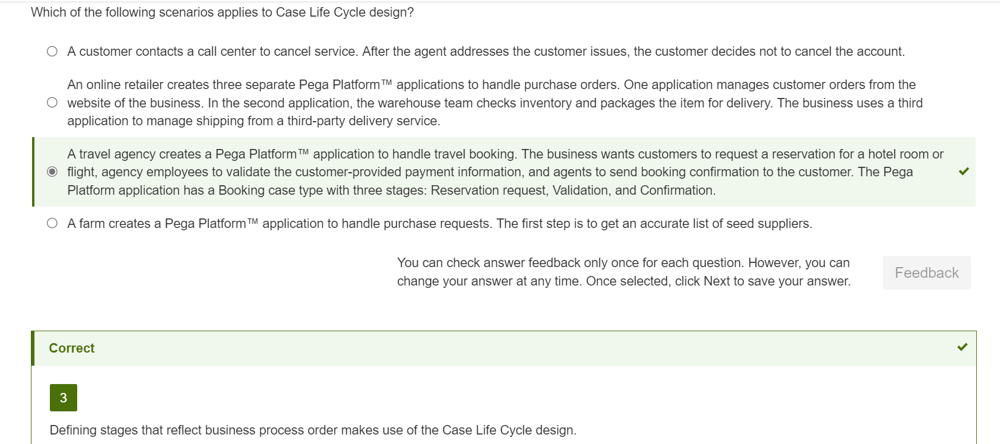 Which of the following scenarios applies to Case Life Cycle design?
A customer contacts a call center to cancel service. After the agent addresses the customer issues, the customer decides not to cancel the account.
An online retailer creates three separate Pega Platform™ applications to handle purchase orders. One application manages customer orders from the
website of the business. In the second application, the warehouse team checks inventory and packages the item for delivery. The business uses a third
application to manage shipping from a third-party delivery service.
A travel agency creates a Pega Platform™ application to handle travel booking. The business wants customers to request a reservation for a hotel room or
flight, agency employees to validate the customer-provided payment information, and agents to send booking confirmation to the customer. The Pega
Platform application has a Booking case type with three stages: Reservation request, Validation, and Confirmation.
A farm creates a Pega Platform™ application to handle purchase requests. The first step is to get an accurate list of seed suppliers.
You can check answer feedback only once for each question. However, you can
change your answer at any time. Once selected, click Next to save your answer.
Feedback
Correct
3
Defining stages that reflect business process order makes use of the Case Life Cycle design.